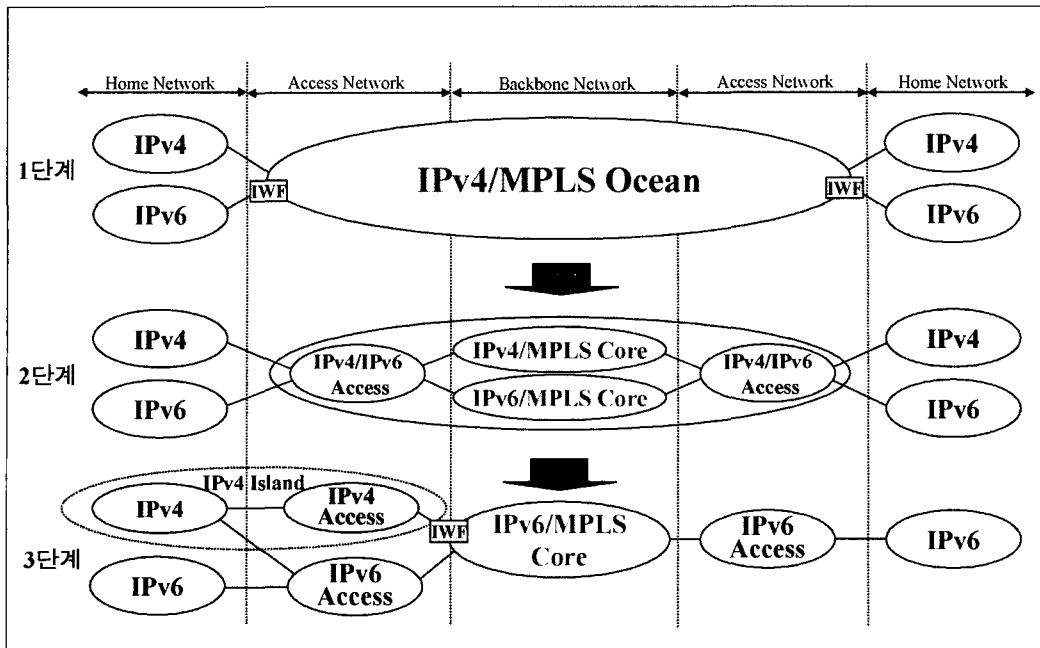 Home Network
Access Network
Backbone Network
Access Network
Home Network
1단계
IPv4
IPv6
IWF
IPv4/MPLS Ocean
IWF
IPv4
IPv6
2단계
IPv4
IPv6
IPv4/IPv6
Access
IPv4/MPLS Core
IPv6/MPLS Core
IPv4/IPv6
Access
IPv4
IPv6
3단계
IPv4 Island
IPv4
IPv4
Access
IPv6
IPv6
Access
IWF
IPv6/MPLS
Core
IPv6
Access
IPv6